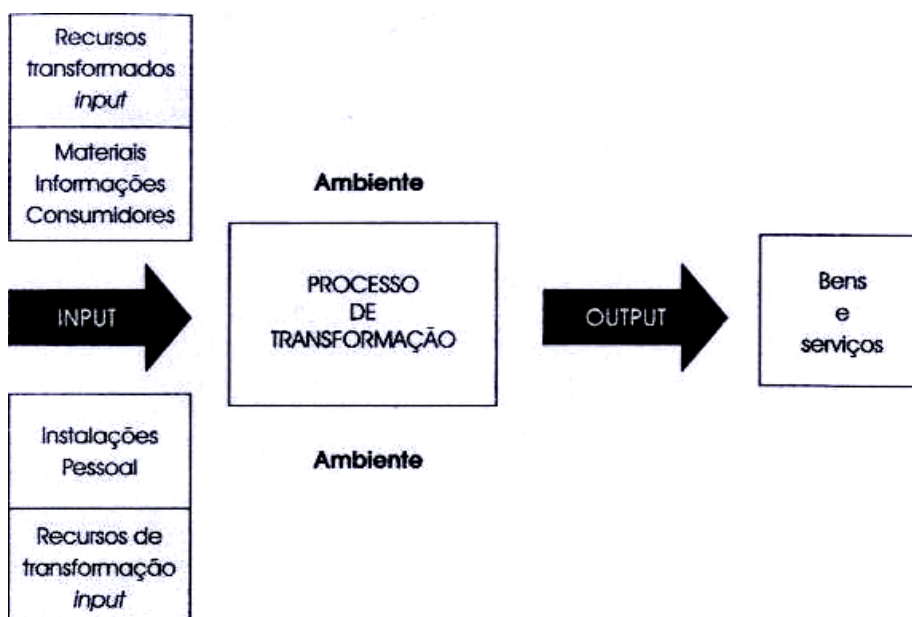 Recursos
transformados
input
Materiais
Informações
Consumidores
INPUT
Instalações
Pessoal
Recursos de
transformação
input
Ambiente
PROCESSO
DE
TRANSFORMAÇÃO
Ambiente
OUTPUT
Bens
e
serviços